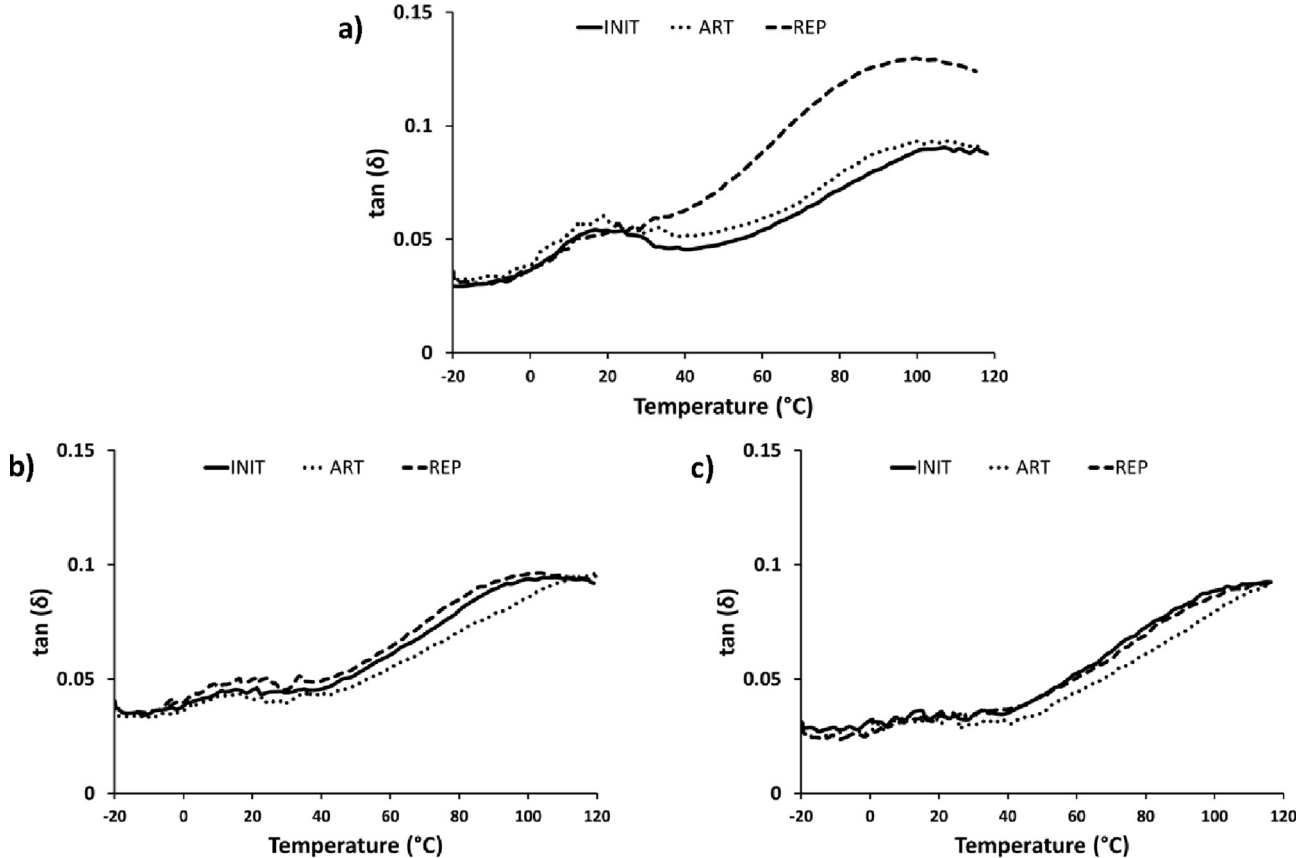 a)
INIT ART REP
0.15
0.1
0.05
0
tan (δ)
-20 0 20 40 60 80 100 120
Temperature (°C)
b)
INIT ART REP
0.15
0.1
0.05
0
tan (δ)
-20 0 20 40 60 80 100 120
Temperature (°C)
c)
INIT ART REP
0.15
0.1
0.05
0
tan (δ)
-20 0 20 40 60 80 100 120
Temperature (°C)